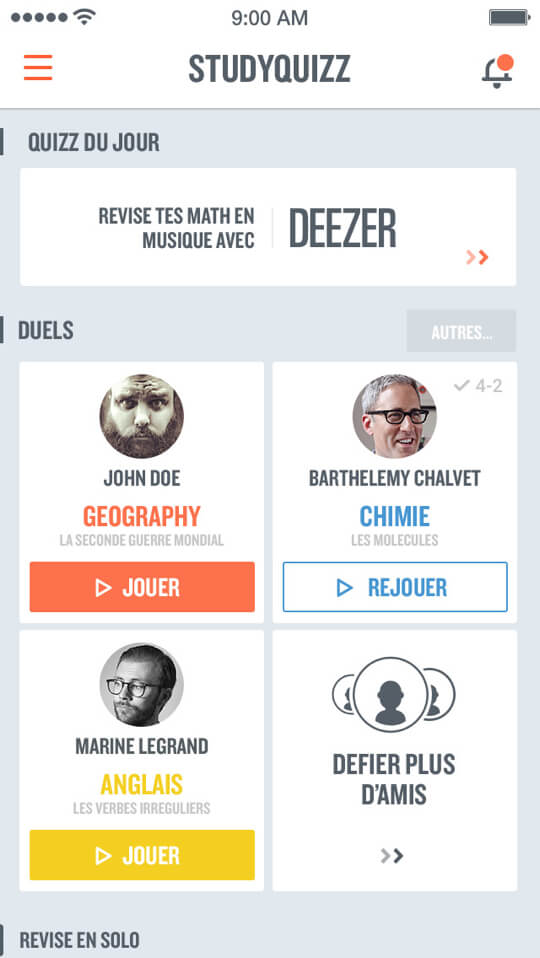 9:00 AM
STUDYQUIZZ
QUIZZ DU JOUR
REVISE TES MATH EN
MUSIQUE AVEC
DEEZER
DUELS
AUTRES...
JOHN DOE
GEOGRAPHY
LA SECONDE GUERRE MONDIAL
JOUER
4-2
BARTHELEMY CHALVET
CHIMIE
LES MOLECULES
REJOUER
MARINE LEGRAND
ANGLAIS
LES VERBES IRREGULIERS
JOUER
DEFIER PLUS
D'AMIS
REVISE EN SOLO